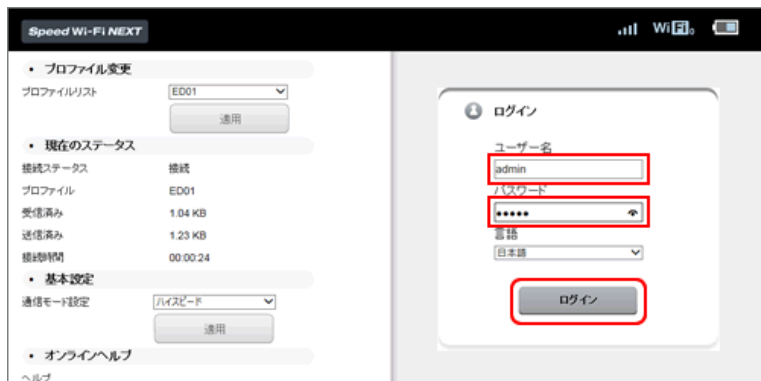 Speed Wi-Fi NEXT
WiFi
• プロファイル変更
プロファイルリスト ED01
適用
• 現在のステータス
接続ステータス 接続
プロファイル ED01
受信済み 1.04 KB
送信済み 1.23 KB
接続時間 00:00:24
• 基本設定
通信モード設定 ハイスピード
適用
• オンラインヘルプ
ヘルプ
ログイン
ユーザー名
admin
パスワード
•••••
言語
日本語
ログイン